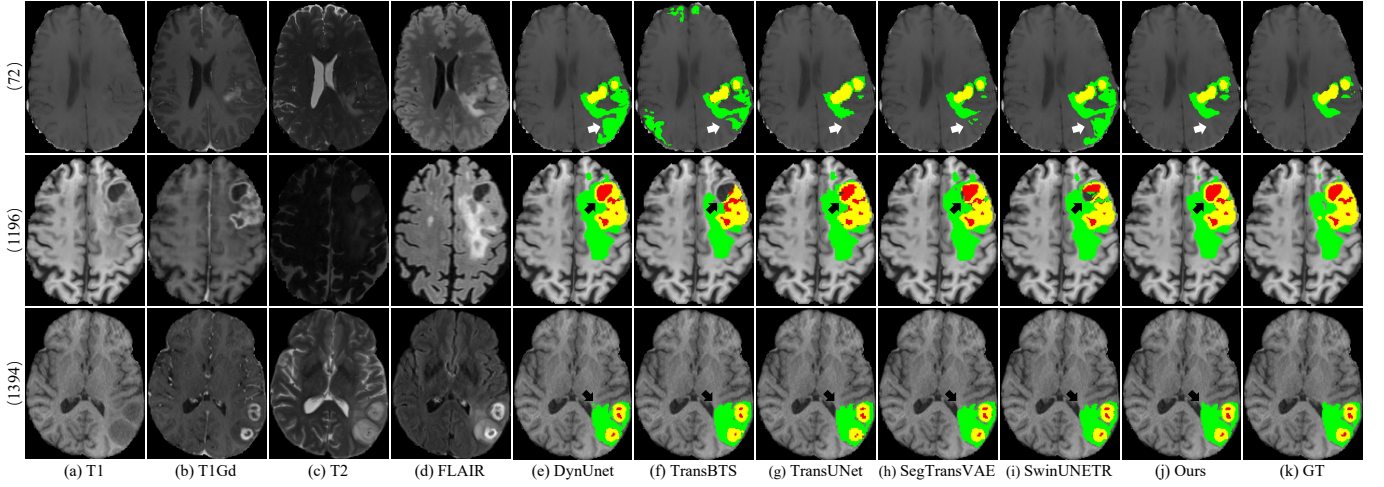 (72)
(1196)
(1394)
(a) T1
(b) T1Gd
(c) T2
(d) FLAIR
(e) DynUnet
(f) TransBTS
(g) TransUNet
(h) SegTransVAE
(i) SwinUNETR
(j) Ours
(k) GT